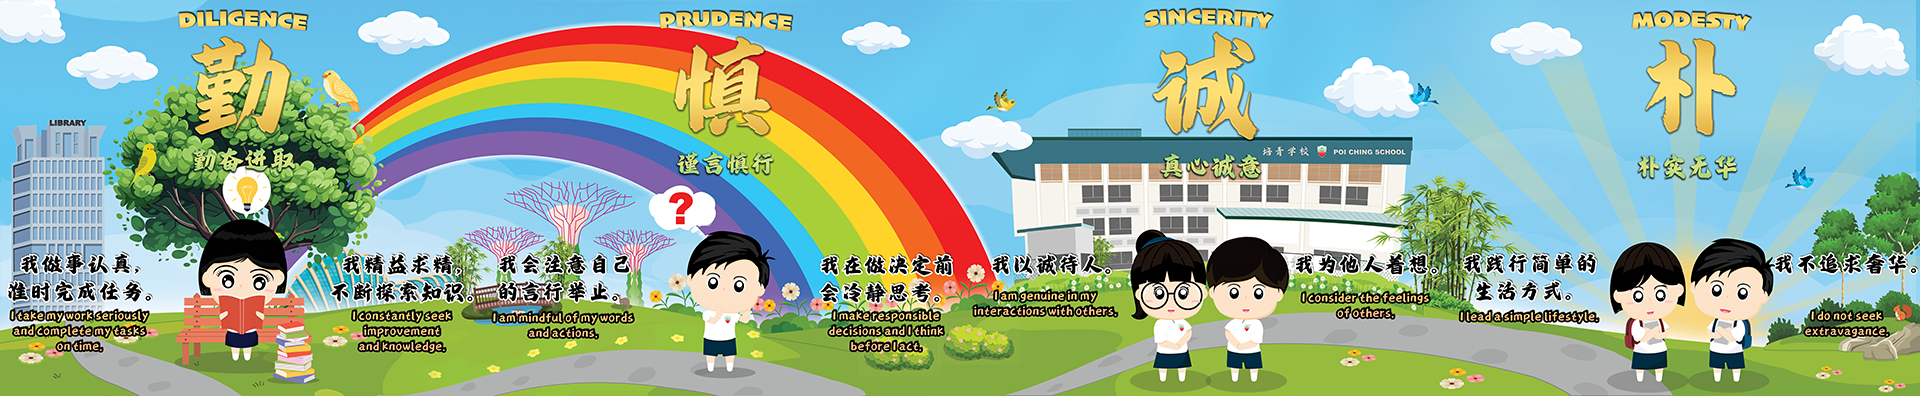 DILIGENCE
勤
勤奋进取
LIBRARY
我做事认真，
准时完成任务。
I take my work seriously
and complete my tasks
on time.
我精益求精，
不断探索知识。
I constantly seek
improvement
and knowledge.
PRUDENCE
慎
谨言慎行
?
我会注意自己
的言行举止。
I am mindful of my words
and actions.
我在做决定前
会冷静思考。
I make responsible
decisions and I think
before I act.
SINCERITY
诚
培青学校 POI CHING SCHOOL
真心诚意
我以诚待人。
I am genuine in my
interactions with others.
我为他人着想。
I consider the feelings
of others.
MODESTY
朴
朴实无华
我践行简单的
生活方式。
I lead a simple lifestyle.
我不追求奢华。
I do not seek
extravagance.